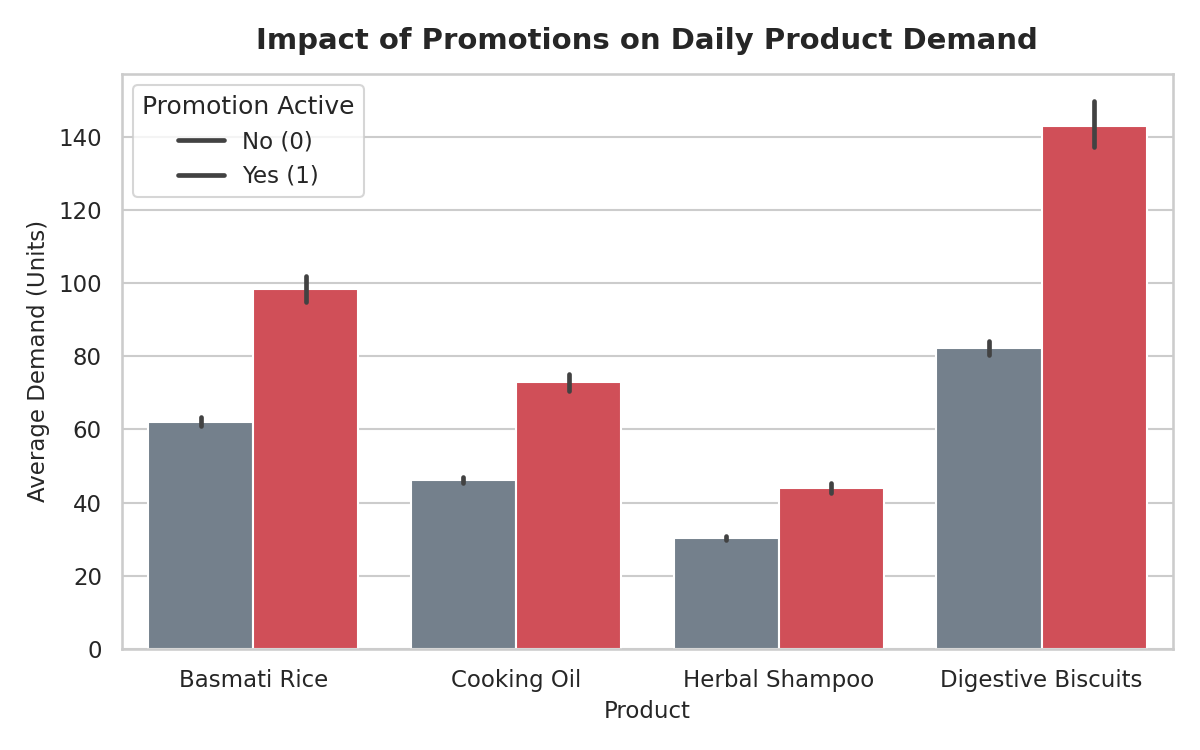 Impact of Promotions on Daily Product Demand
Promotion Active
No (0)
Yes (1)
Average Demand (Units)
140
120
100
80
60
40
20
0
Basmati Rice
Cooking Oil
Herbal Shampoo
Digestive Biscuits
Product